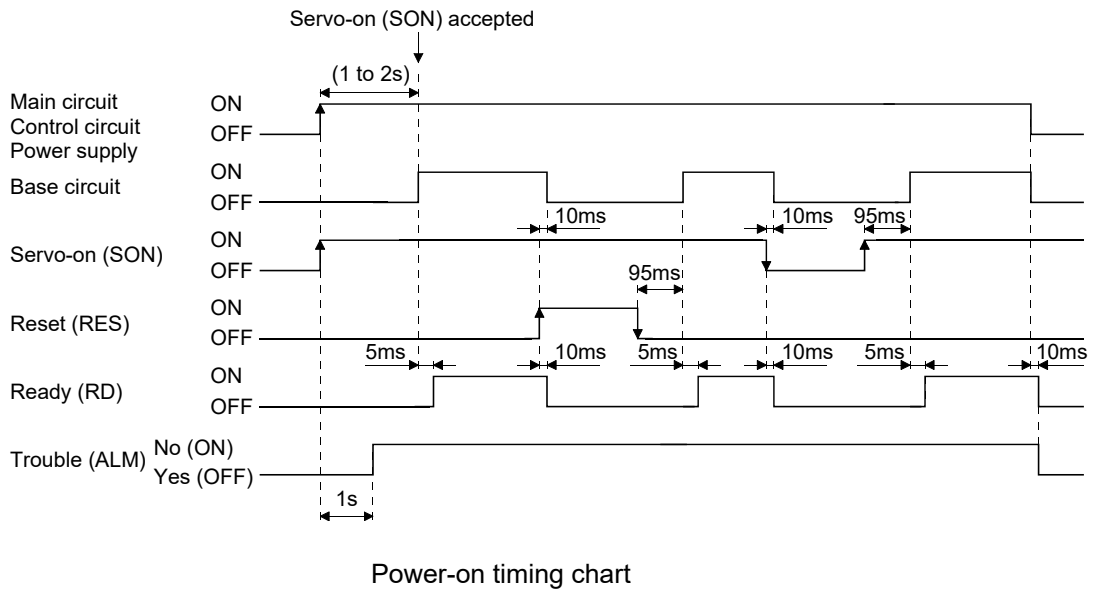 Servo-on (SON) accepted
(1 to 2s)
Main circuit
Control circuit
Power supply
ON
OFF
Base circuit
ON
OFF
10ms
10ms
95ms
Servo-on (SON)
ON
OFF
95ms
Reset (RES)
ON
OFF
5ms
10ms
5ms
10ms
5ms
10ms
Ready (RD)
ON
OFF
Trouble (ALM)
No (ON)
Yes (OFF)
1s
Power-on timing chart